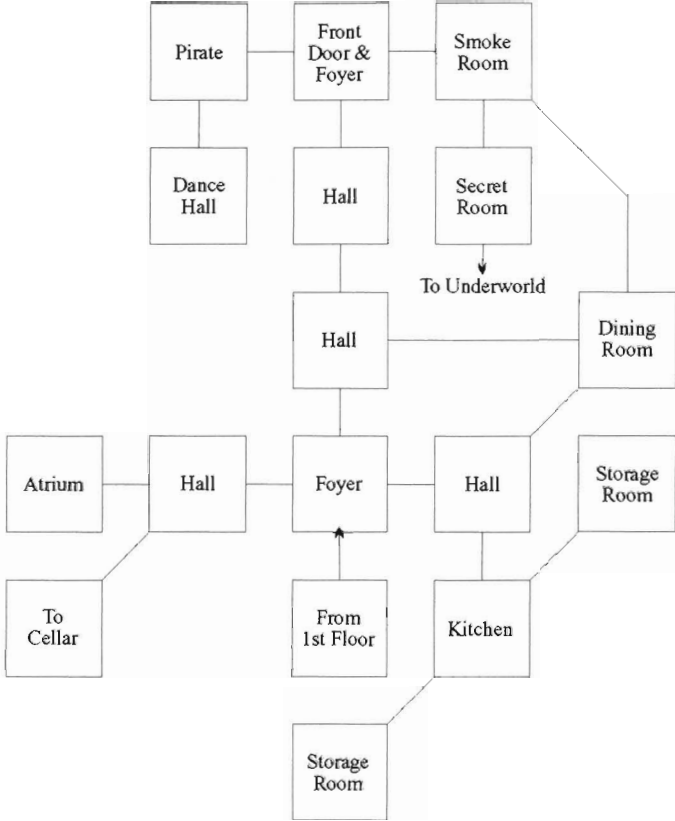 Pirate
Front
Door &
Foyer
Smoke
Room
Dance
Hall
Hall
Secret
Room
To Underworld
Hall
Dining
Room
Atrium
Hall
Foyer
Hall
Storage
Room
To
Cellar
From
1st Floor
Kitchen
Storage
Room